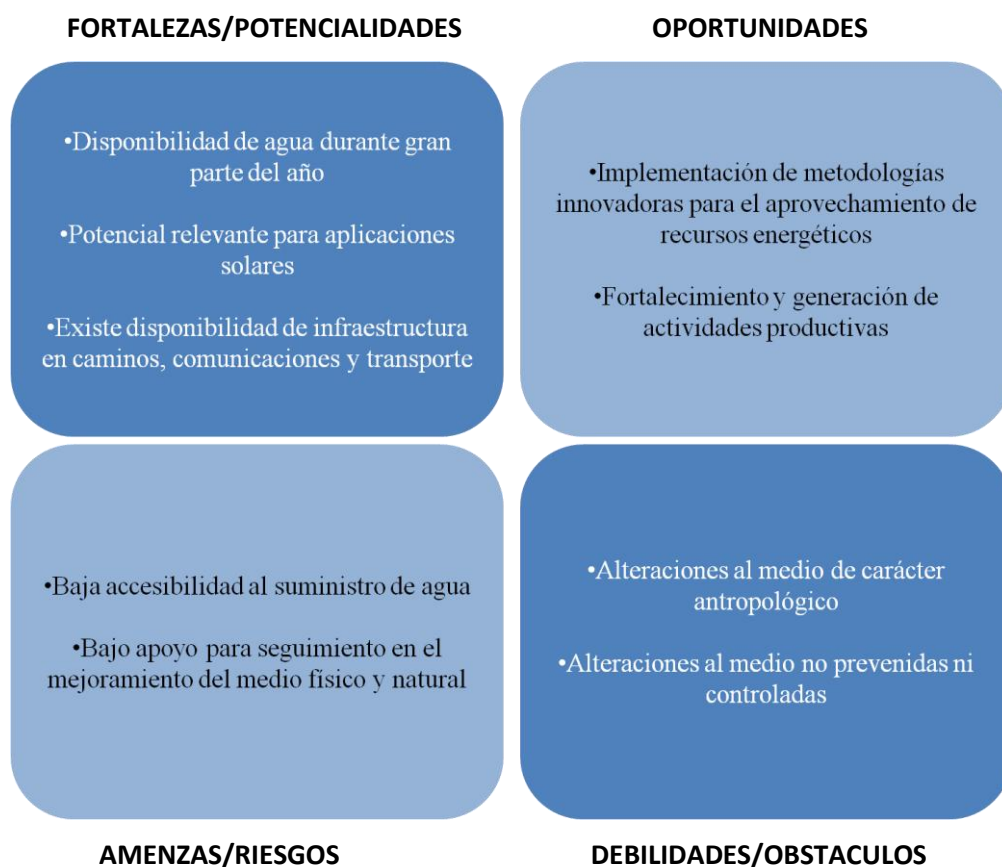 FORTALEZAS/POTENCIALIDADES
OPORTUNIDADES
•Disponibilidad de agua durante gran
parte del año
•Potencial relevante para aplicaciones
solares
•Existe disponibilidad de infraestructura
en caminos, comunicaciones y transporte
•Implementación de metodologías
innovadoras para el aprovechamiento de
recursos energéticos
•Fortalecimiento y generación de
actividades productivas
•Baja accesibilidad al suministro de agua
•Bajo apoyo para seguimiento en el
mejoramiento del medio físico y natural
•Alteraciones al medio de carácter
antropológico
•Alteraciones al medio no prevenidas ni
controladas
AMENZAS/RIESGOS
DEBILIDADES/OBSTACULOS